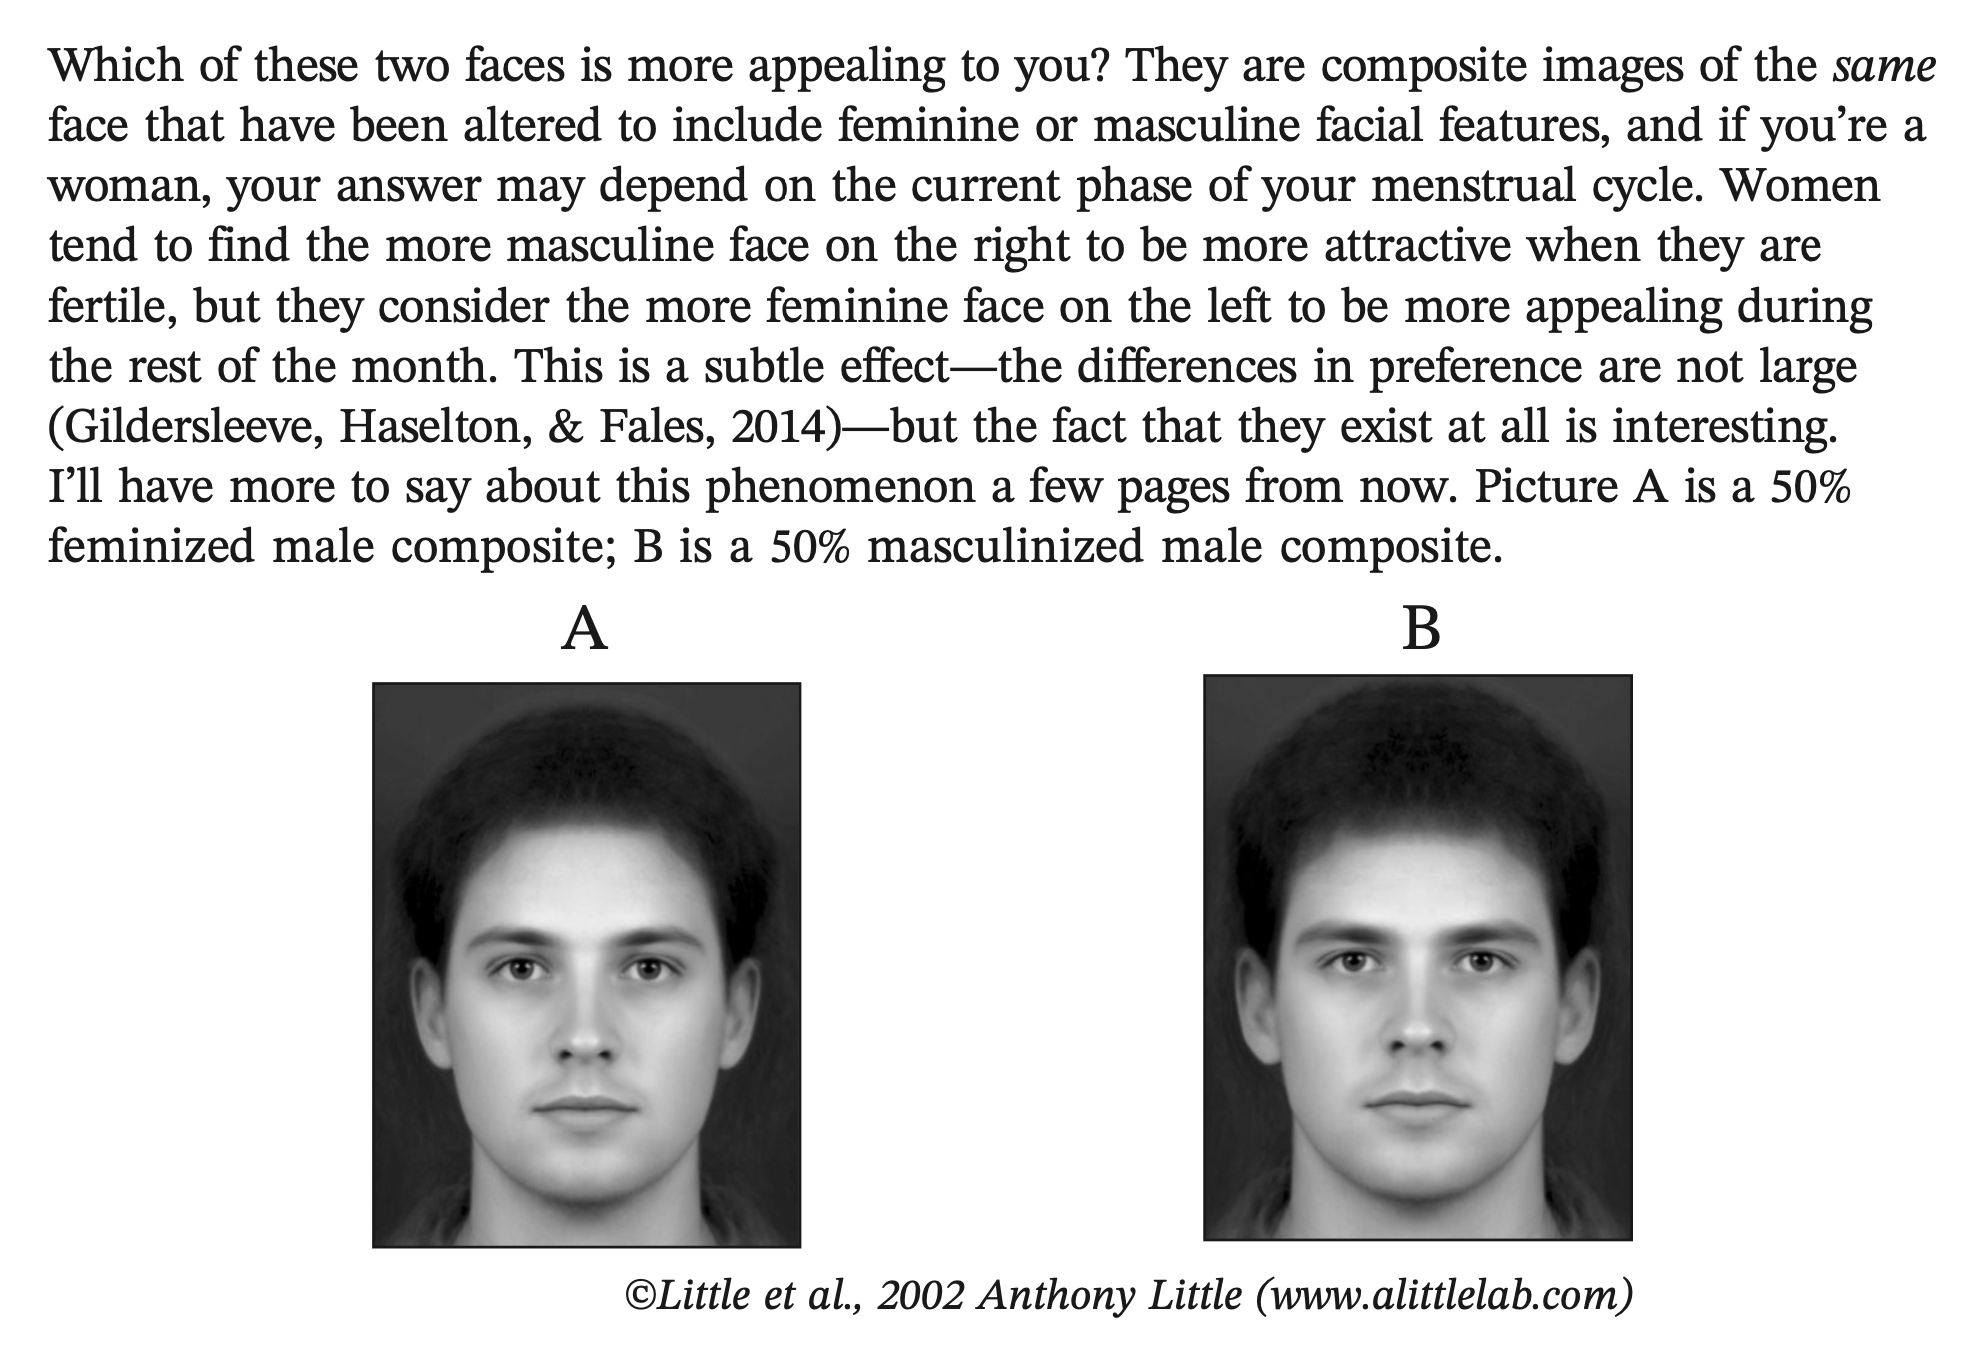 Which of these two faces is more appealing to you? They are composite images of the same
face that have been altered to include feminine or masculine facial features, and if you’re a
woman, your answer may depend on the current phase of your menstrual cycle. Women
tend to find the more masculine face on the right to be more attractive when they are
fertile, but they consider the more feminine face on the left to be more appealing during
the rest of the month. This is a subtle effect—the differences in preference are not large
(Gildersleeve, Haselton, & Fales, 2014)—but the fact that they exist at all is interesting.
I’ll have more to say about this phenomenon a few pages from now. Picture A is a 50%
feminized male composite; B is a 50% masculinized male composite.
A
B
©Little et al., 2002 Anthony Little (www.alittlelab.com)